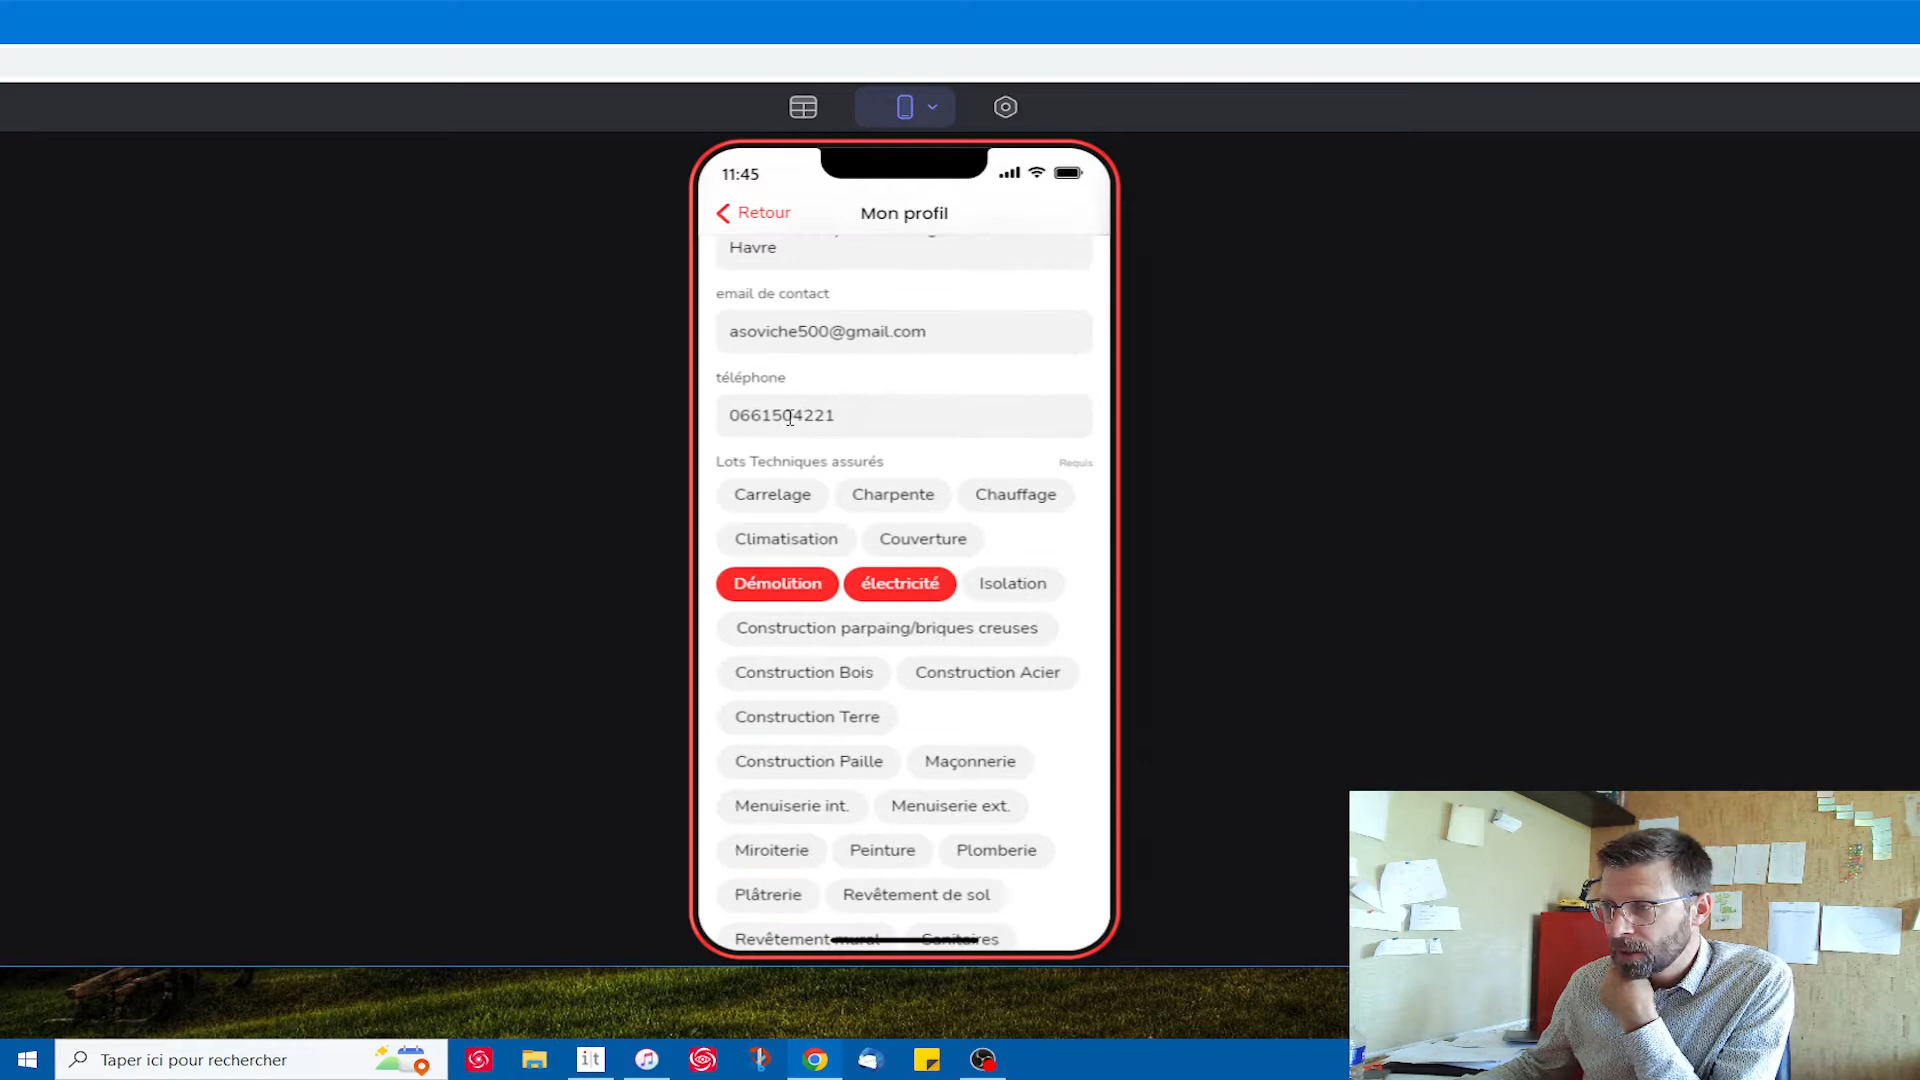 11:45
Retour
Mon profil
Havre
email de contact
asoviche500@gmail.com
téléphone
0661504221
Lots Techniques assurés
Requis
Carrelage
Charpente
Chauffage
Climatisation
Couverture
Démolition
électricité
Isolation
Construction parpaing/briques creuses
Construction Bois
Construction Acier
Construction Terre
Construction Paille
Maçonnerie
Menuiserie int.
Menuiserie ext.
Miroiterie
Peinture
Plomberie
Plâtrerie
Revêtement de sol
Revêtement mural
Sanitaires
Taper ici pour rechercher
i|t